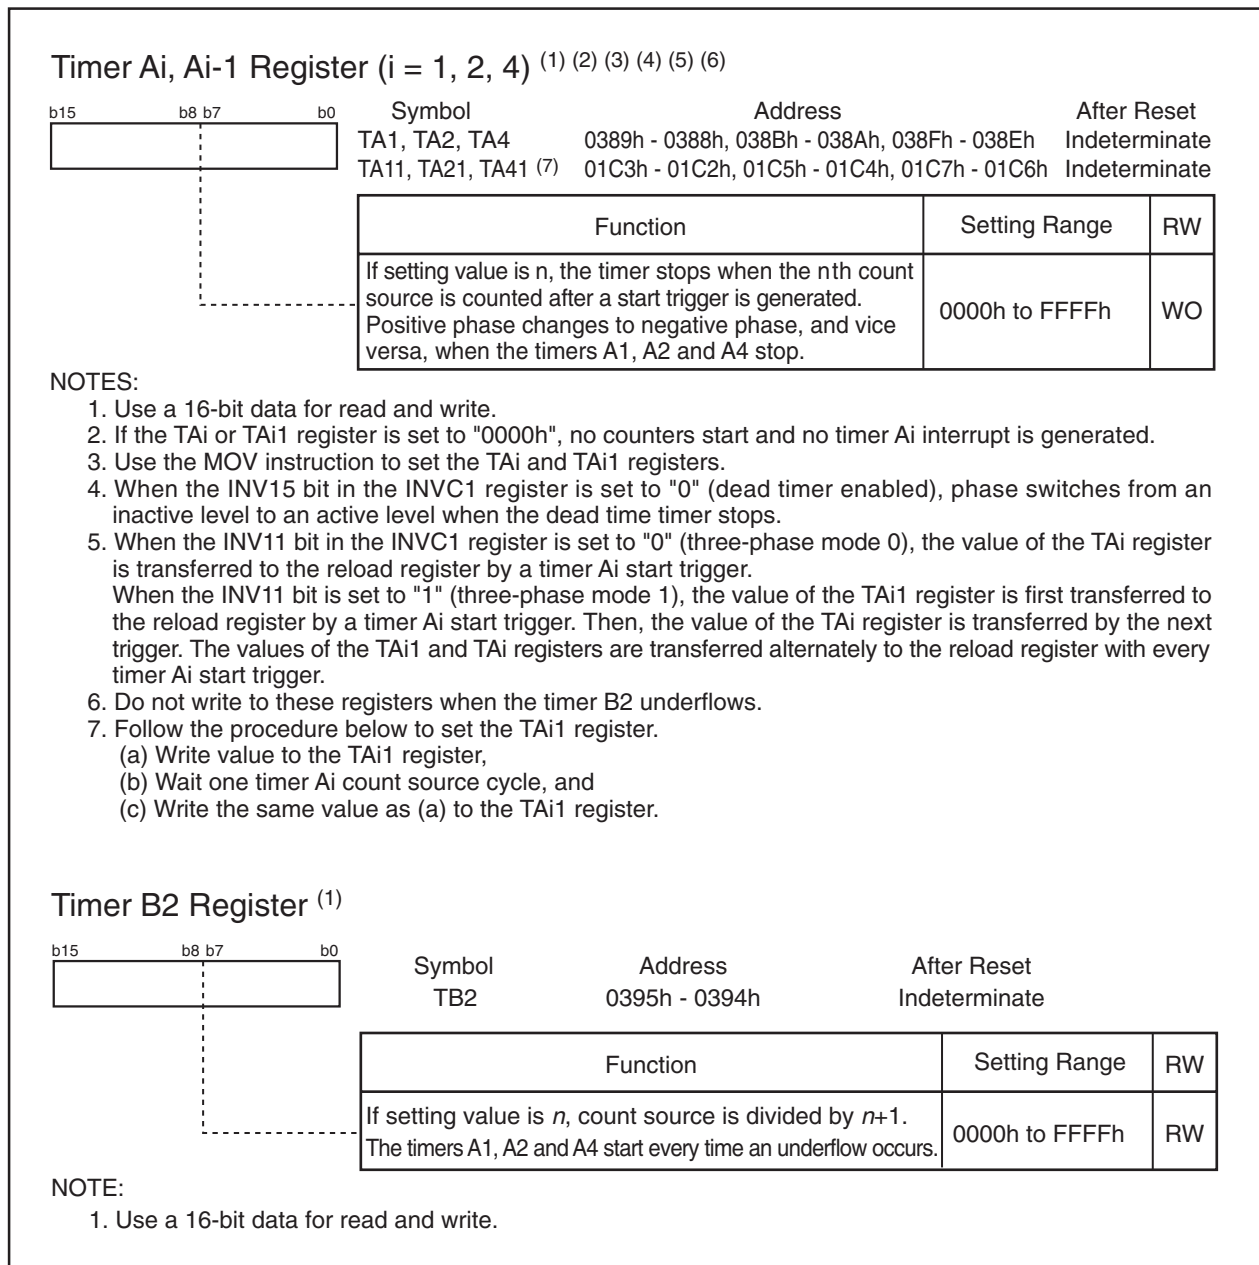 Timer Ai, Ai-1 Register (i = 1, 2, 4) (1) (2) (3) (4) (5) (6)
b15 b8 b7 b0
Symbol Address After Reset
TA1, TA2, TA4 0389h - 0388h, 038Bh - 038Ah, 038Fh - 038Eh Indeterminate
TA11, TA21, TA41 (7) 01C3h - 01C2h, 01C5h - 01C4h, 01C7h - 01C6h Indeterminate
Function Setting Range RW
If setting value is n, the timer stops when the nth count
source is counted after a start trigger is generated.
Positive phase changes to negative phase, and vice
versa, when the timers A1, A2 and A4 stop.
0000h to FFFFh WO
NOTES:
1. Use a 16-bit data for read and write.
2. If the TAi or TAi1 register is set to "0000h", no counters start and no timer Ai interrupt is generated.
3. Use the MOV instruction to set the TAi and TAi1 registers.
4. When the INV15 bit in the INVC1 register is set to "0" (dead timer enabled), phase switches from an
inactive level to an active level when the dead time timer stops.
5. When the INV11 bit in the INVC1 register is set to "0" (three-phase mode 0), the value of the TAi register
is transferred to the reload register by a timer Ai start trigger.
When the INV11 bit is set to "1" (three-phase mode 1), the value of the TAi1 register is first transferred to
the reload register by a timer Ai start trigger. Then, the value of the TAi register is transferred by the next
trigger. The values of the TAi1 and TAi registers are transferred alternately to the reload register with every
timer Ai start trigger.
6. Do not write to these registers when the timer B2 underflows.
7. Follow the procedure below to set the TAi1 register.
(a) Write value to the TAi1 register,
(b) Wait one timer Ai count source cycle, and
(c) Write the same value as (a) to the TAi1 register.
Timer B2 Register (1)
b15 b8 b7 b0
Symbol Address After Reset
TB2 0395h - 0394h Indeterminate
Function Setting Range RW
If setting value is n, count source is divided by n+1.
The timers A1, A2 and A4 start every time an underflow occurs.
0000h to FFFFh RW
NOTE:
1. Use a 16-bit data for read and write.